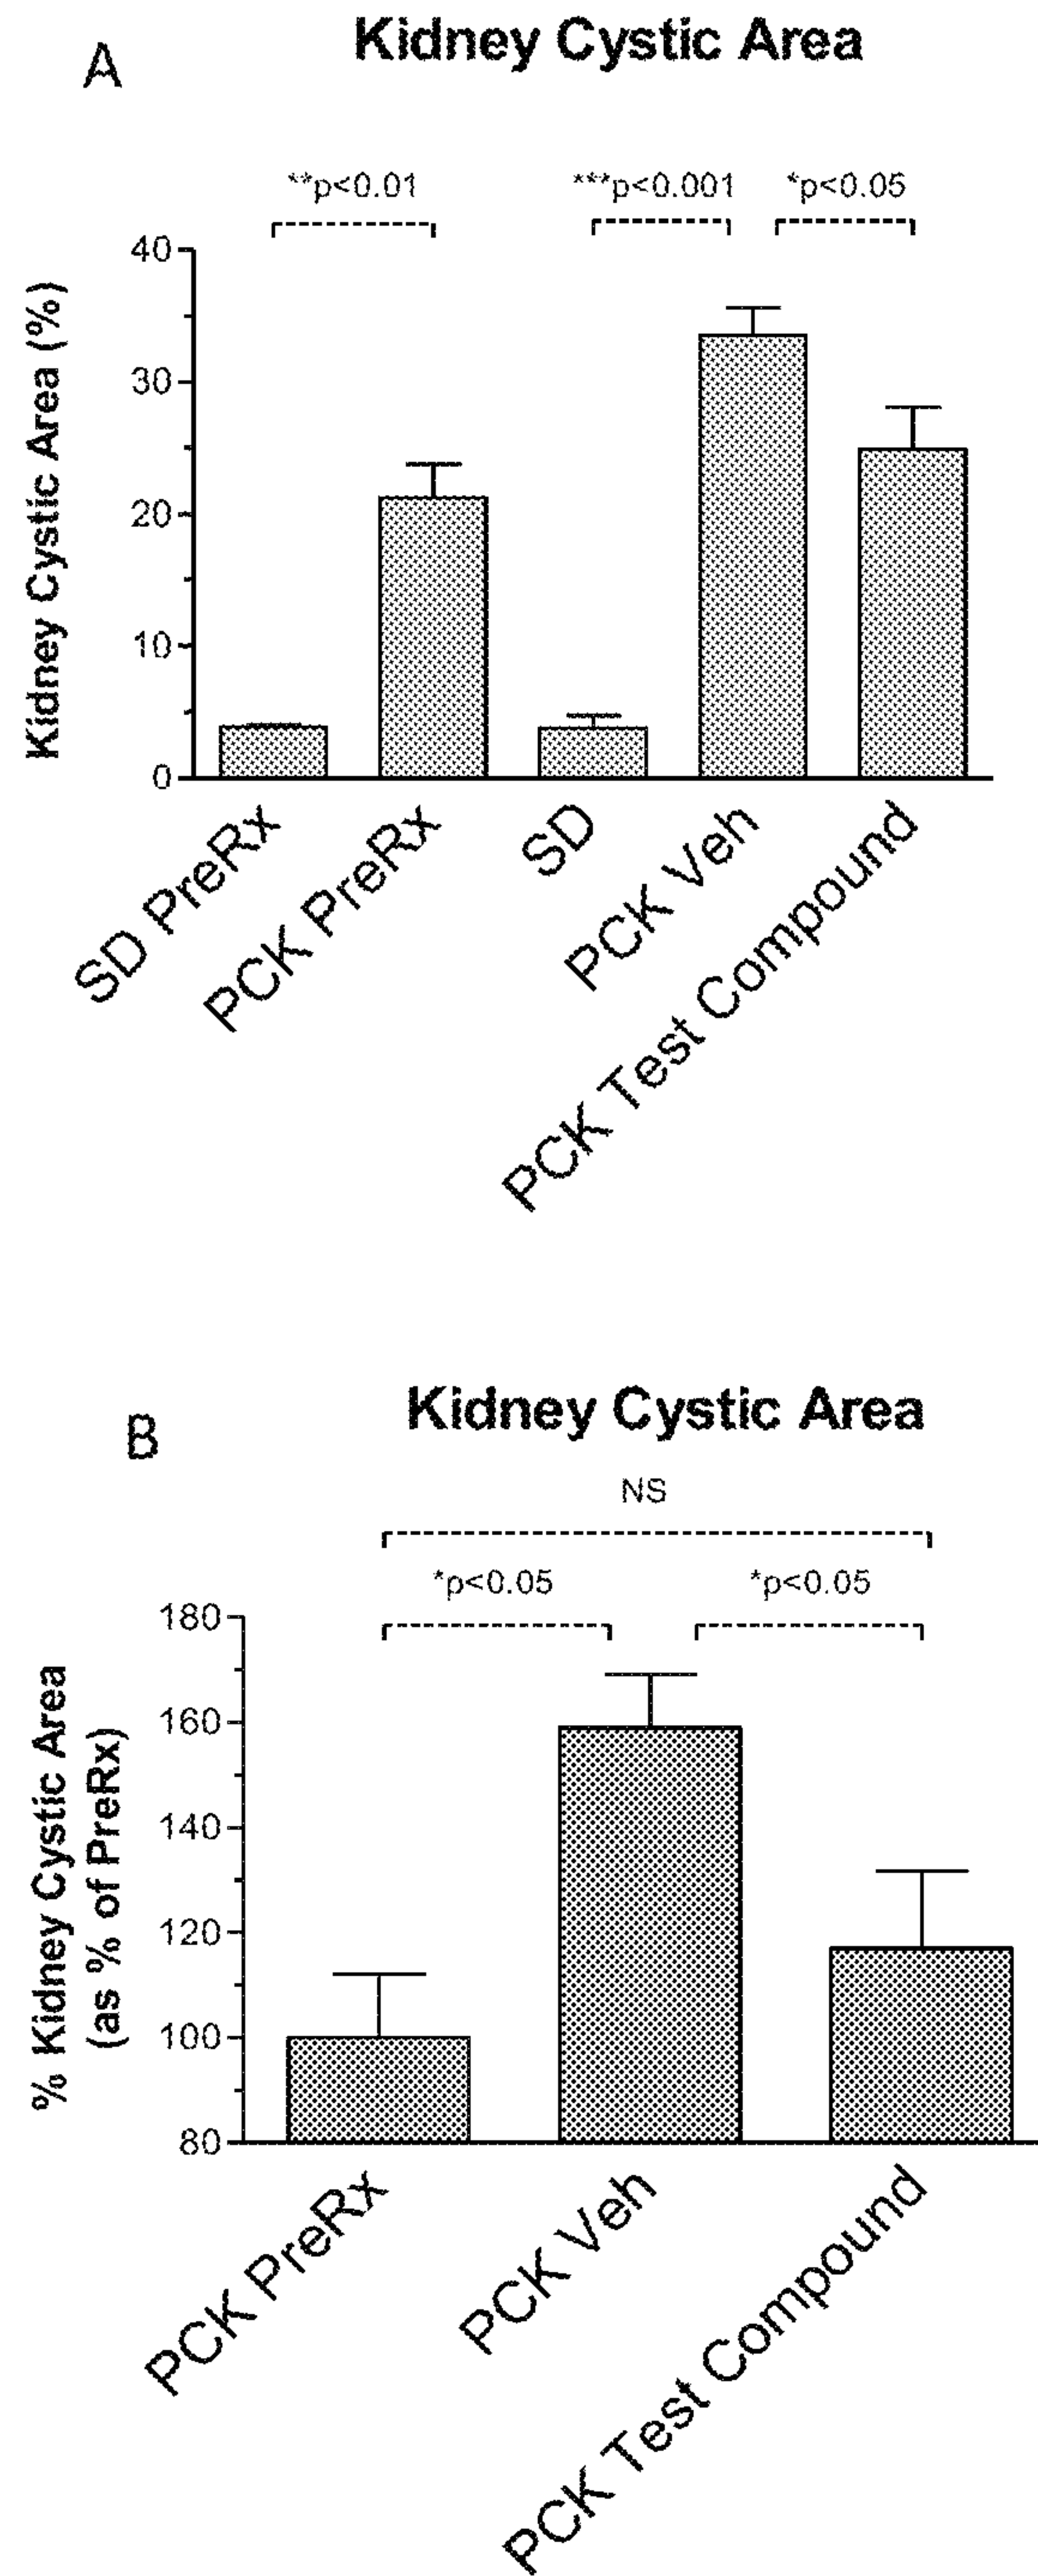 A
Kidney Cystic Area
**p<0.01
***p<0.001
*p<0.05
Kidney Cystic Area (%)
40
30
20
10
0
SD PreRx
PCK PreRx
SD
PCK Veh
PCK Test Compound
B
Kidney Cystic Area
NS
*p<0.05
*p<0.05
% Kidney Cystic Area
(as % of PreRx)
180
160
140
120
100
80
PCK PreRx
PCK Veh
PCK Test Compound